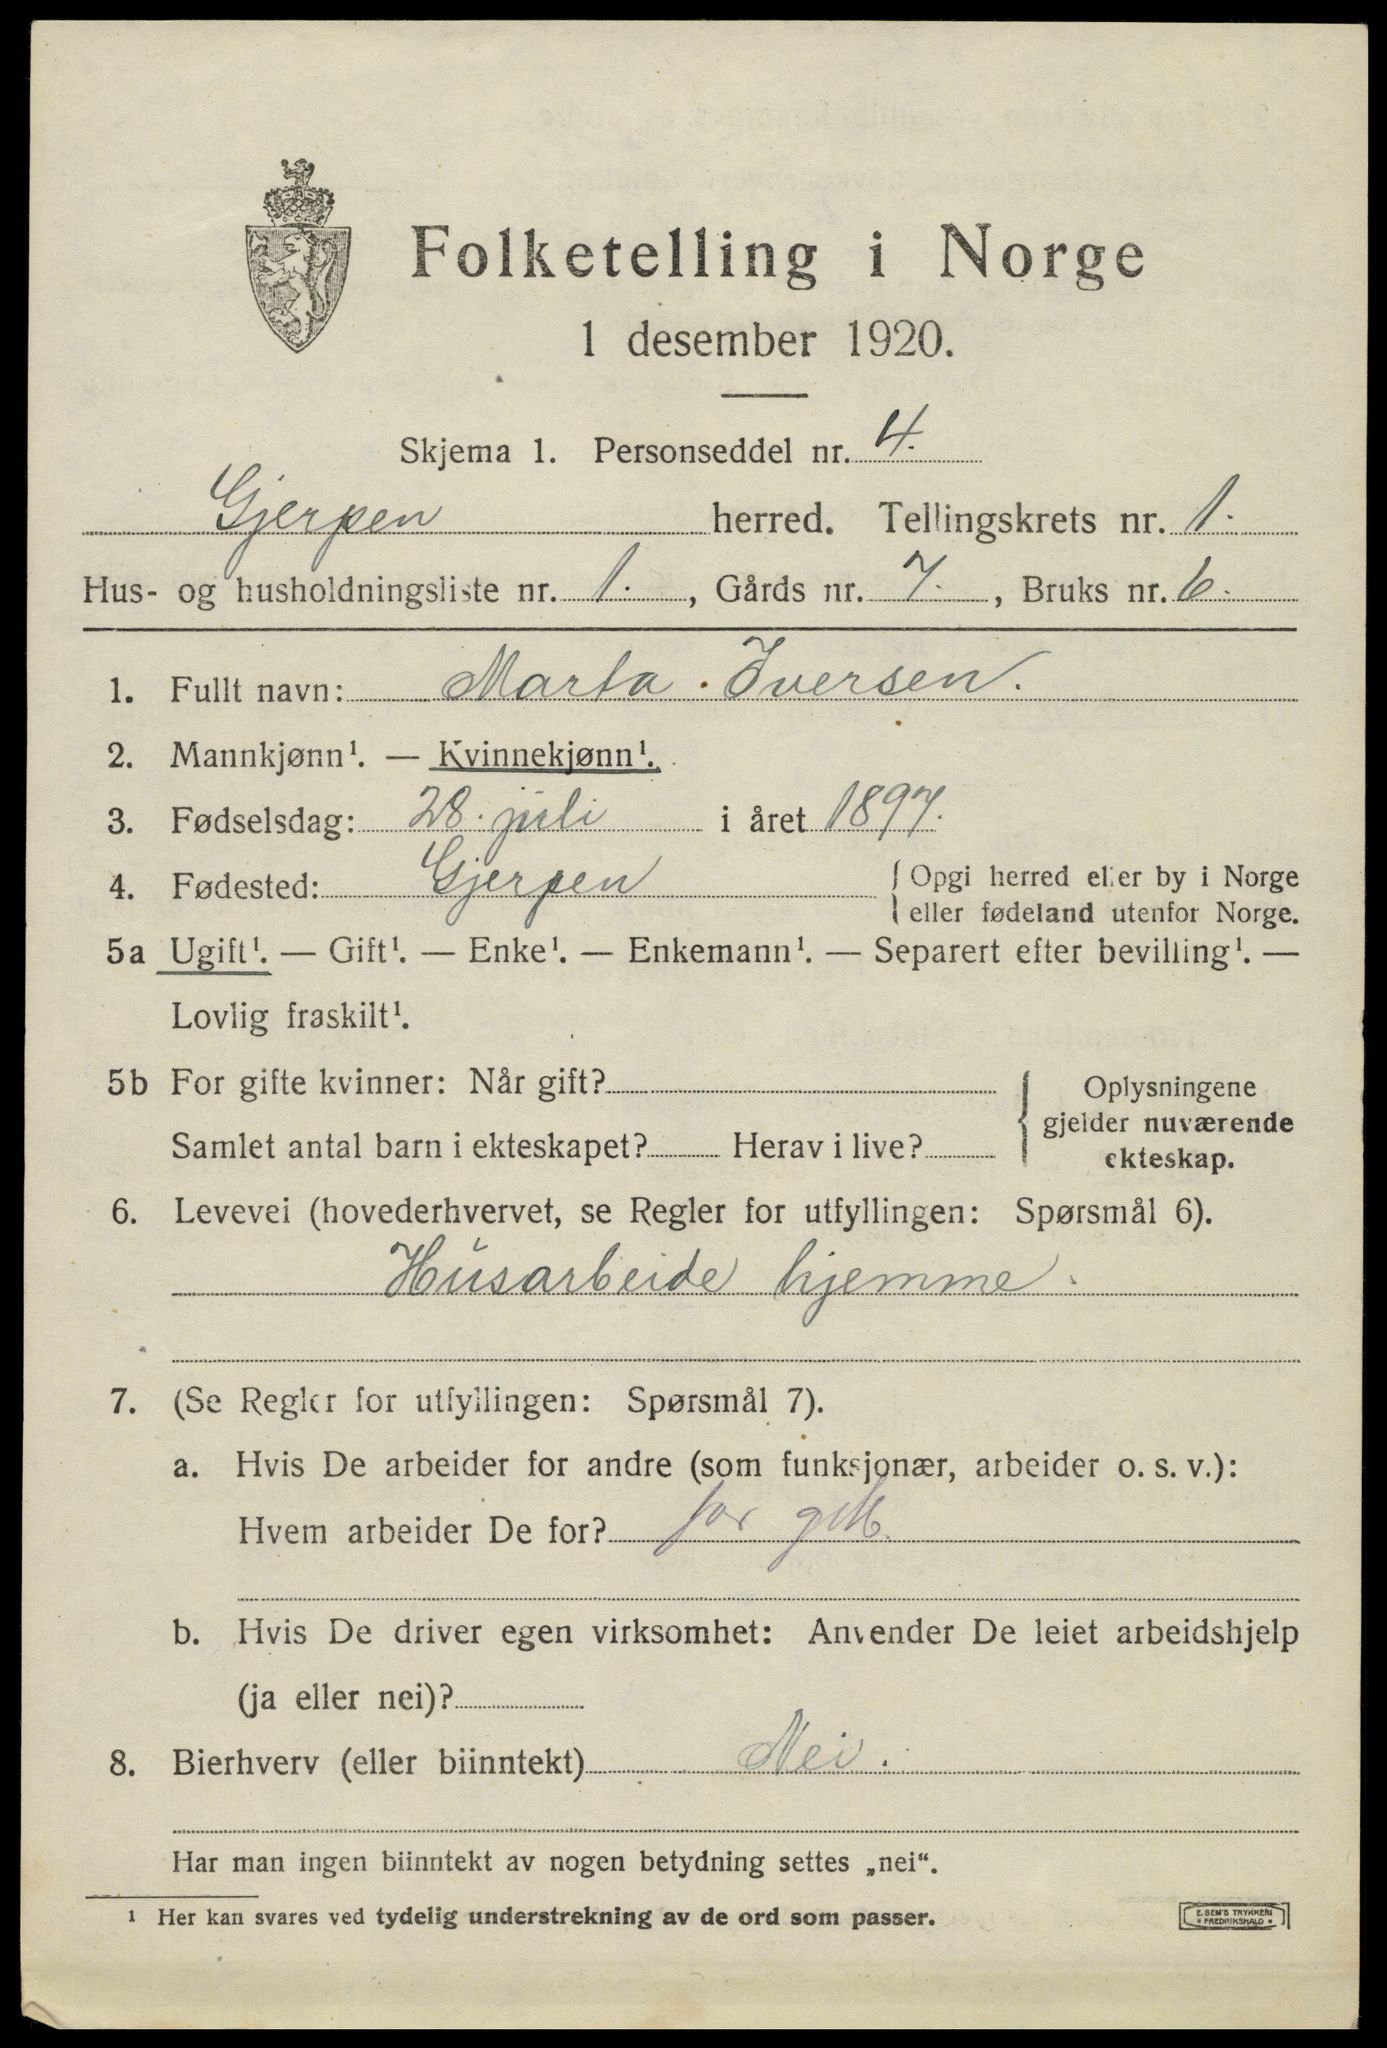 Folketelling i Norge
1 desember 1920.
Skjema 1. Personseddel nr. 4.
Gjerpen herred. Tellingskrets nr. 1.
Hus- og husholdningsliste nr. 1., Gårds nr. 7., Bruks nr. 6.
1. Fullt navn: Marta Iversen.
2. Mannkjønn¹. — Kvinnekjønn¹.
3. Fødselsdag: 28. juli i året 1897.
4. Fødested: Gjerpen { Opgi herred eller by i Norge
eller fødeland utenfor Norge.
5a Ugift¹. — Gift¹. — Enke¹. — Enkemann¹. — Separert efter bevilling¹. —
Lovlig fraskilt¹.
5b For gifte kvinner: Når gift? { Oplysningene
gjelder nuværende
Samlet antal barn i ekteskapet? Herav i live? ekteskap.
6. Levevei (hovederhvervet, se Regler for utfyllingen: Spørsmål 6).
Husarbeide hjemme.
7. (Se Regler for utfyllingen: Spørsmål 7).
a. Hvis De arbeider for andre (som funksjonær, arbeider o. s. v.):
Hvem arbeider De for?
b. Hvis De driver egen virksomhet: Anvender De leiet arbeidshjelp
(ja eller nei)?
8. Bierhverv (eller biinntekt) Nei.
Har man ingen biinntekt av nogen betydning settes „nei“.
¹ Her kan svares ved tydelig understrekning av de ord som passer.
E. SEM'S TRYKKERI
FREDRIKSHALD